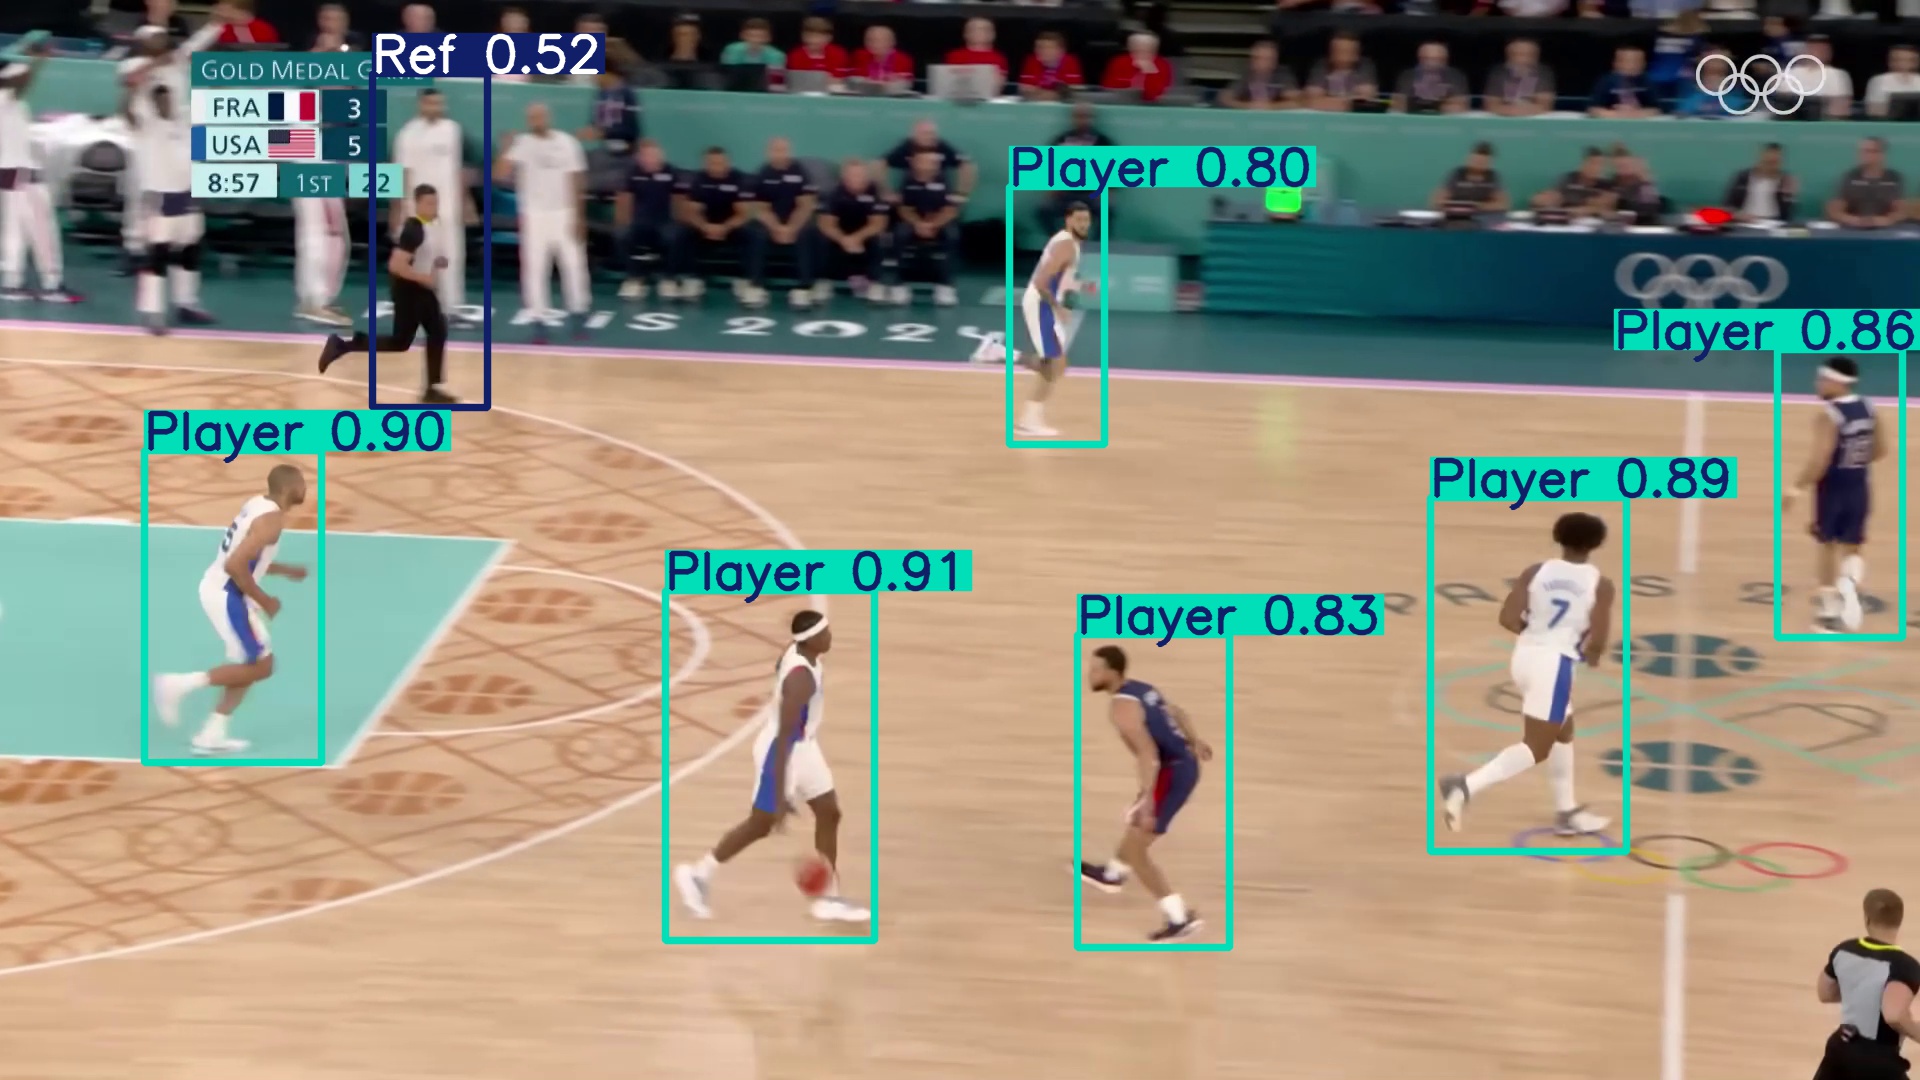 Ref 0.52
GOLD MEDAL G
FRA 3
USA 5
8:57 1ST 22
Player 0.80
PARIS 2024
Player 0.86
Player 0.90
Player 0.89
Player 0.91
Player 0.83
7